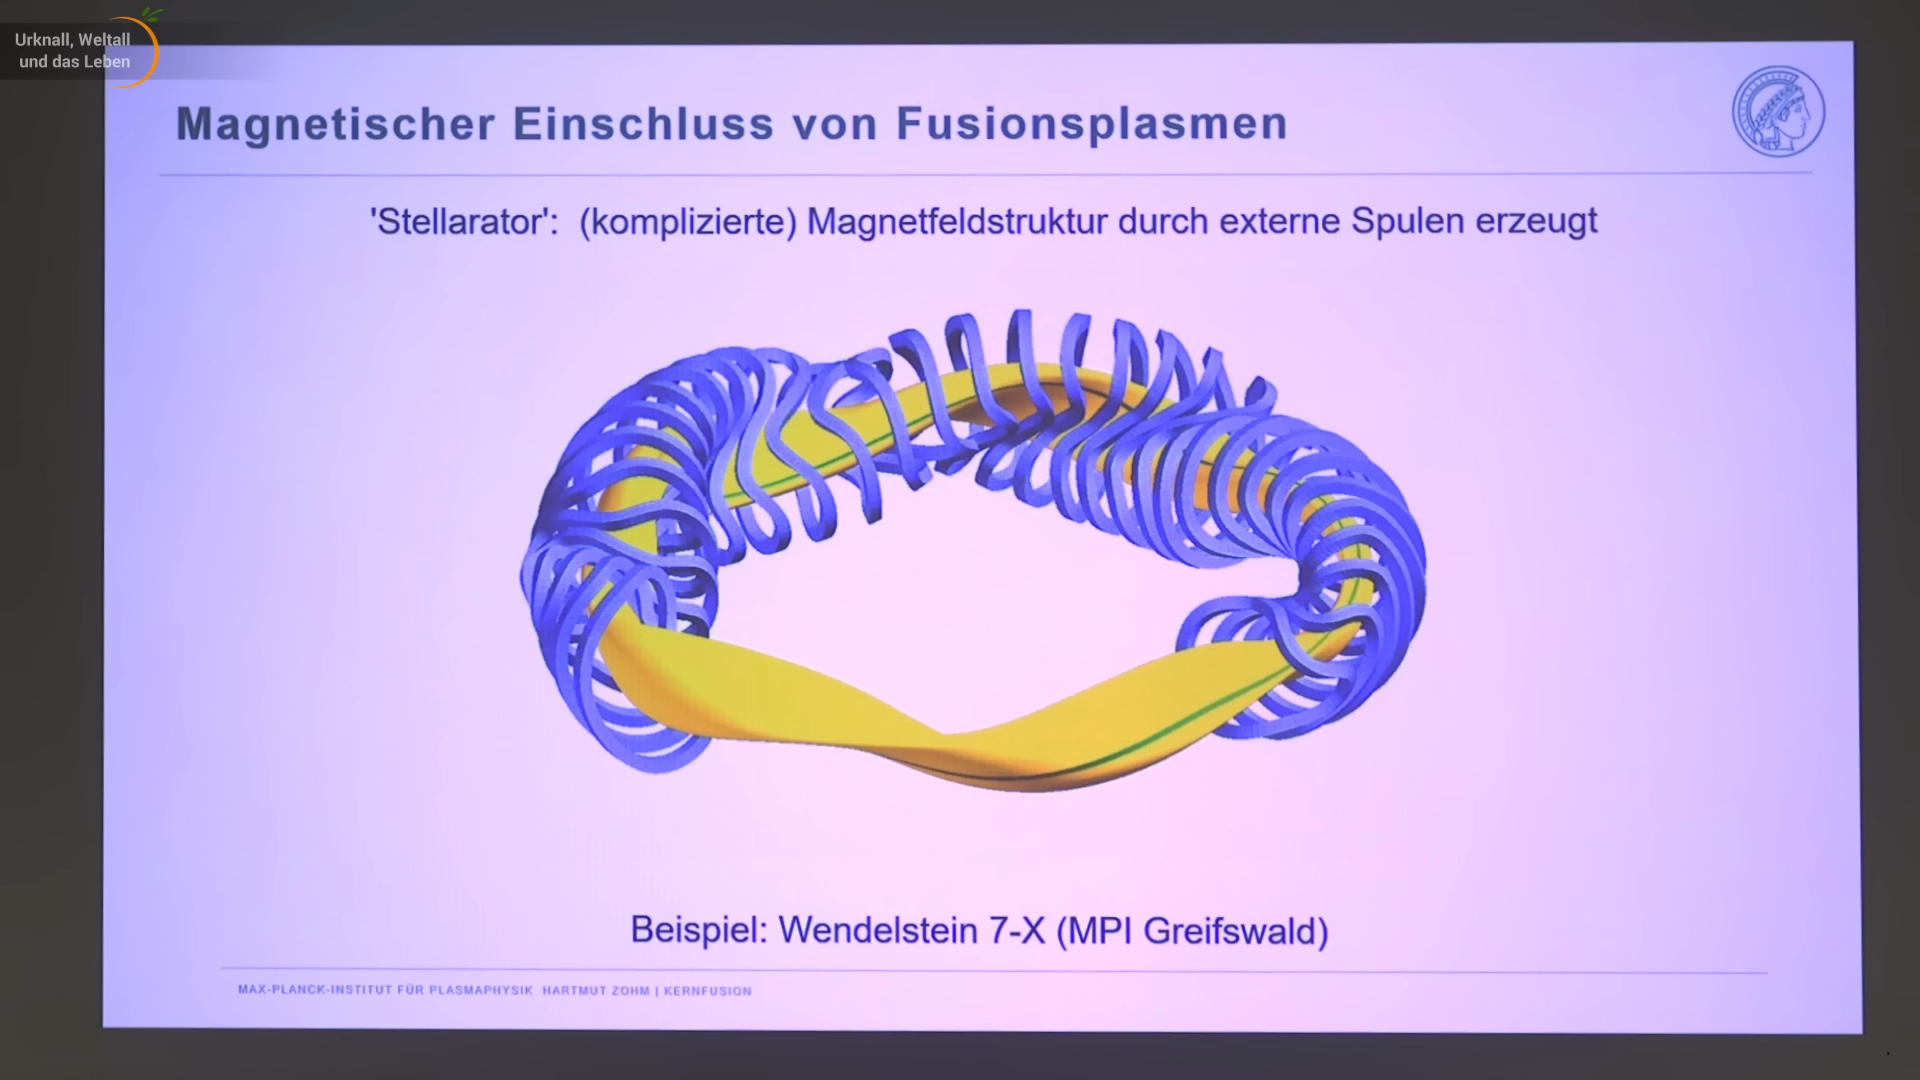 Urknall, Weltall
und das Leben
Magnetischer Einschluss von Fusionsplasmen
'Stellarator': (komplizierte) Magnetfeldstruktur durch externe Spulen erzeugt
Beispiel: Wendelstein 7-X (MPI Greifswald)
MAX-PLANCK-INSTITUT FÜR PLASMAPHYSIK HARTMUT ZOHM | KERNFUSION